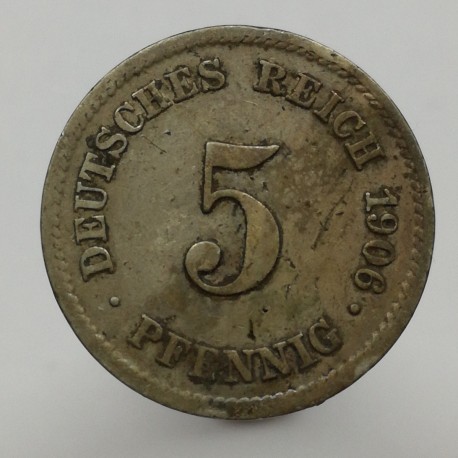 · DEUTSCHES REICH 1906 ·
5
PFENNIG